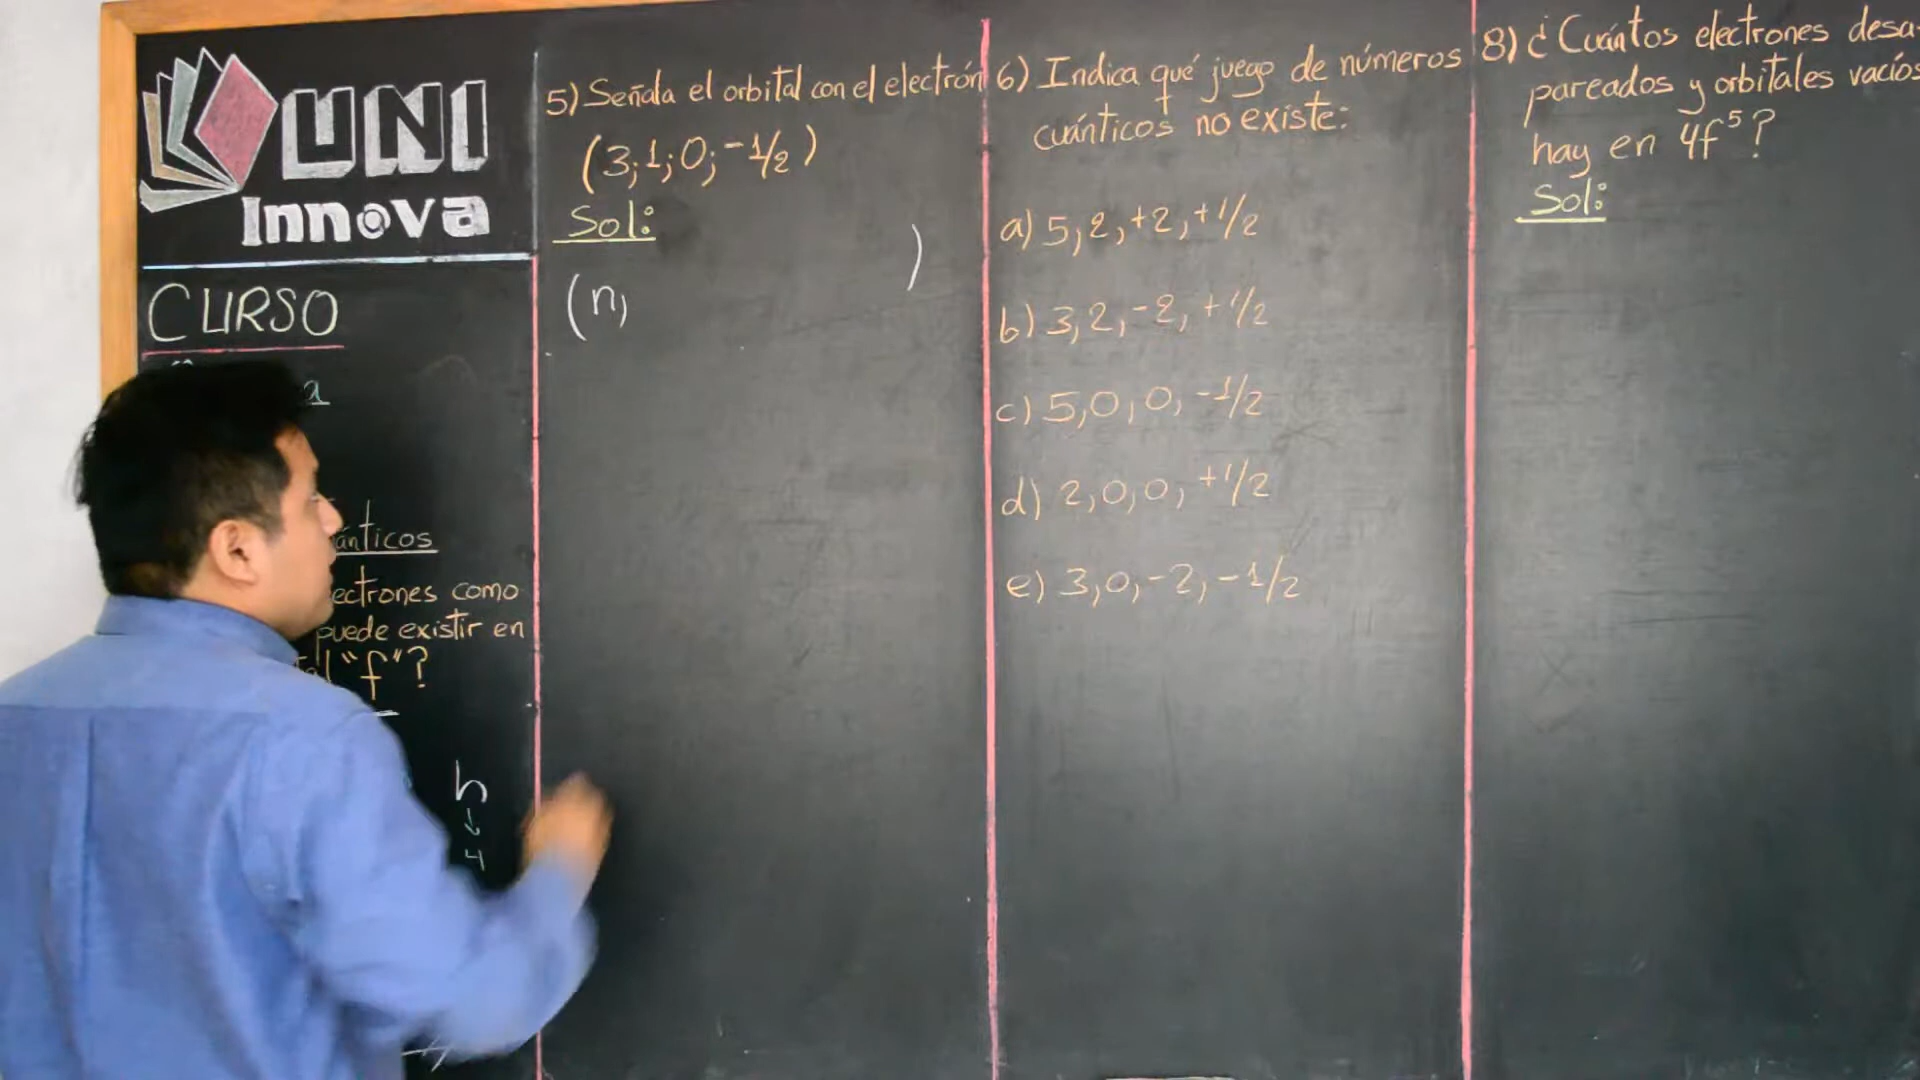 UNI
Innova
CURSO
ánticos
ectrones como
puede existir en
"f"?
h
↓
4
5) Señala el orbital con el electrón
(3;1;0;-1/2)
Sol:
(n, )
6) Indica qué juego de números
cuánticos no existe:
a) 5,2,+2,+1/2
b) 3,2,-2,+1/2
c) 5,0,0,-1/2
d) 2,0,0,+1/2
e) 3,0,-2,-1/2
8) ¿Cuántos electrones desa-
pareados y orbitales vacíos
hay en 4f⁵?
Sol: